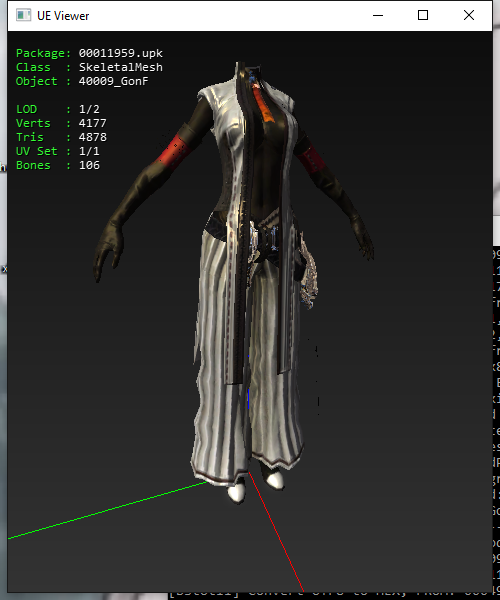 UE Viewer
Package: 00011959.upk
Class : SkeletalMesh
Object : 40009_GonF
LOD : 1/2
Verts : 4177
Tris : 4878
UV Set : 1/1
Bones : 106